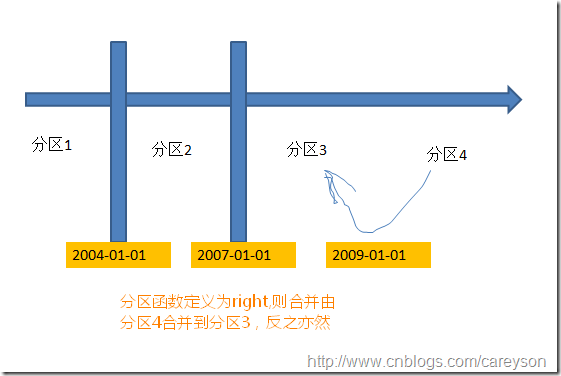 分区1
分区2
分区3
分区4
2004-01-01
2007-01-01
2009-01-01
分区函数定义为right,则合并由
分区4合并到分区3，反之亦然
http://www.cnblogs.com/careyson